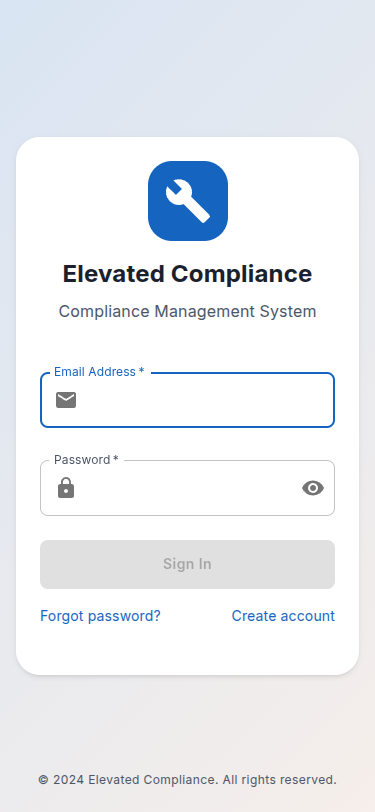 Elevated Compliance
Compliance Management System
Email Address *
Password *
Sign In
Forgot password? Create account
© 2024 Elevated Compliance. All rights reserved.